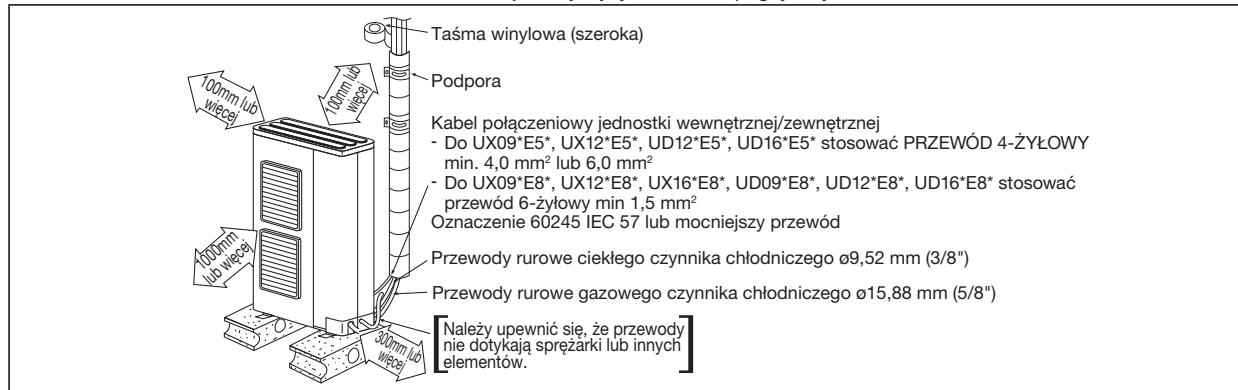 Taśma winylowa (szeroka)
Podpora
100mm lub
więcej
100mm lub
więcej
Kabel połączeniowy jednostki wewnętrznej/zewnętrznej
- Do UX09*E5*, UX12*E5*, UD12*E5*, UD16*E5* stosować PRZEWÓD 4-ŻYŁOWY
min. 4,0 mm² lub 6,0 mm²
- Do UX09*E8*, UX12*E8*, UX16*E8*, UD09*E8*, UD12*E8*, UD16*E8* stosować
przewód 6-żyłowy min 1,5 mm²
Oznaczenie 60245 IEC 57 lub mocniejszy przewód
1000mm
lub więcej
Przewody rurowe ciekłego czynnika chłodniczego ø9,52 mm (3/8")
Przewody rurowe gazowego czynnika chłodniczego ø15,88 mm (5/8")
300mm lub
więcej
Należy upewnić się, że przewody
nie dotykają sprężarki lub innych
elementów.